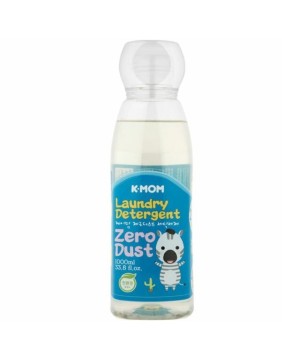 K·MOM
Laundry
Detergent
Zero
Dust
1000ml
33.8 fl.oz.